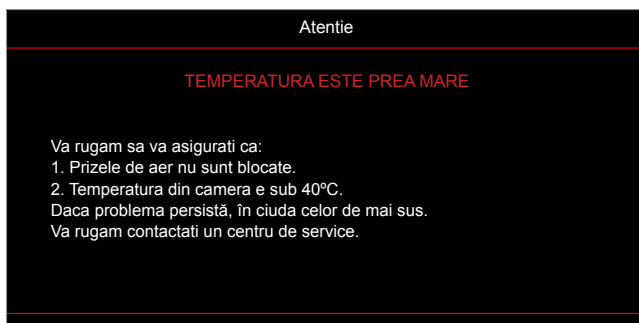 Atentie
TEMPERATURA ESTE PREA MARE
Va rugam sa va asigurati ca:
1. Prizele de aer nu sunt blocate.
2. Temperatura din camera e sub 40ºC.
Daca problema persistă, în ciuda celor de mai sus.
Va rugam contactati un centru de service.